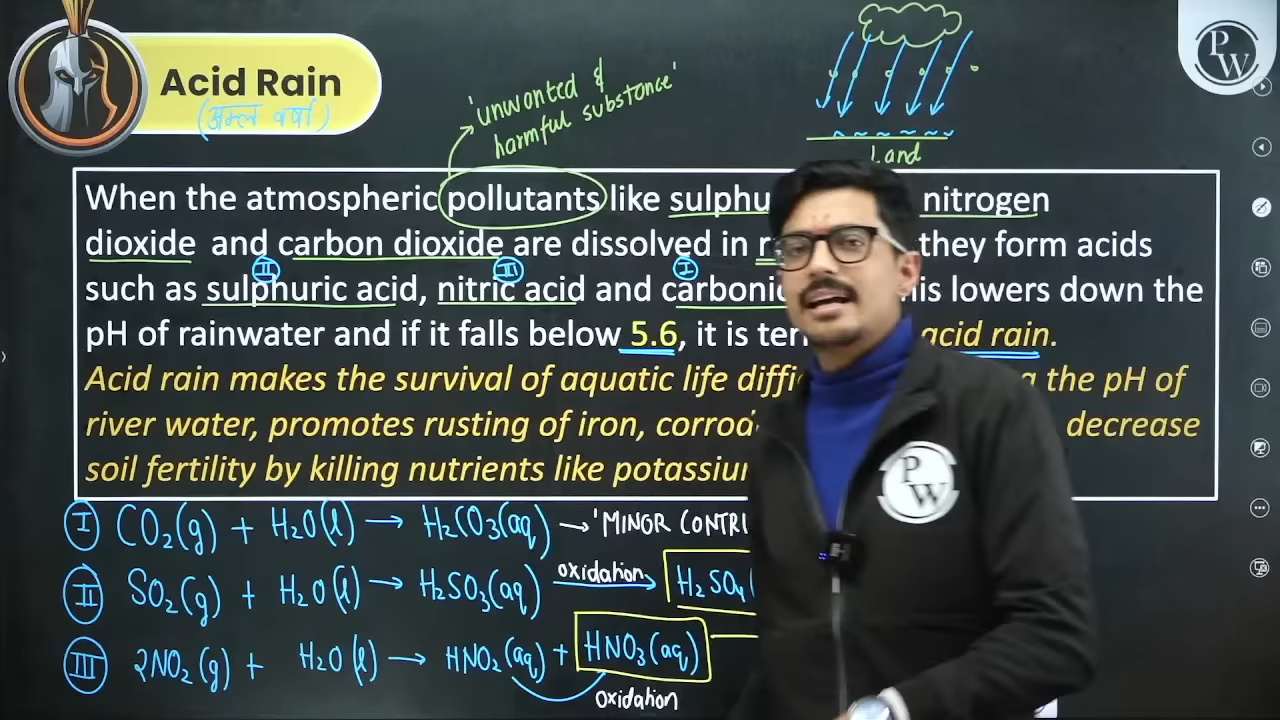 Acid Rain
(अम्ल वर्षा)
'unwonted &
harmful substance'
Land
P
W
When the atmospheric pollutants like sulphu nitrogen
dioxide and carbon dioxide are dissolved in they form acids
II III I
such as sulphuric acid, nitric acid and carbonic his lowers down the
pH of rainwater and if it falls below 5.6, it is ter acid rain.
Acid rain makes the survival of aquatic life diffi the pH of
river water, promotes rusting of iron, corrod decrease
soil fertility by killing nutrients like potassium
P
W
I CO₂(g) + H₂O(l) → H₂CO₃(aq) → 'MINOR CONTRI
II SO₂(g) + H₂O(l) → H₂SO₃(aq) oxidation → H₂SO₄(
III 2NO₂(g) + H₂O(l) → HNO₂(aq) + HNO₃(aq)
oxidation